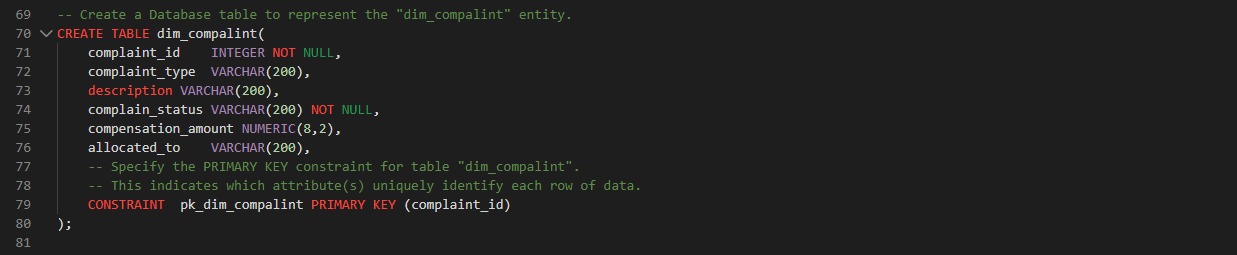 69 -- Create a Database table to represent the "dim_compalint" entity.
70 CREATE TABLE dim_compalint(
71     complaint_id    INTEGER NOT NULL,
72     complaint_type  VARCHAR(200),
73     description VARCHAR(200),
74     complain_status VARCHAR(200) NOT NULL,
75     compensation_amount NUMERIC(8,2),
76     allocated_to    VARCHAR(200),
77     -- Specify the PRIMARY KEY constraint for table "dim_compalint".
78     -- This indicates which attribute(s) uniquely identify each row of data.
79     CONSTRAINT  pk_dim_compalint PRIMARY KEY (complaint_id)
80 );
81